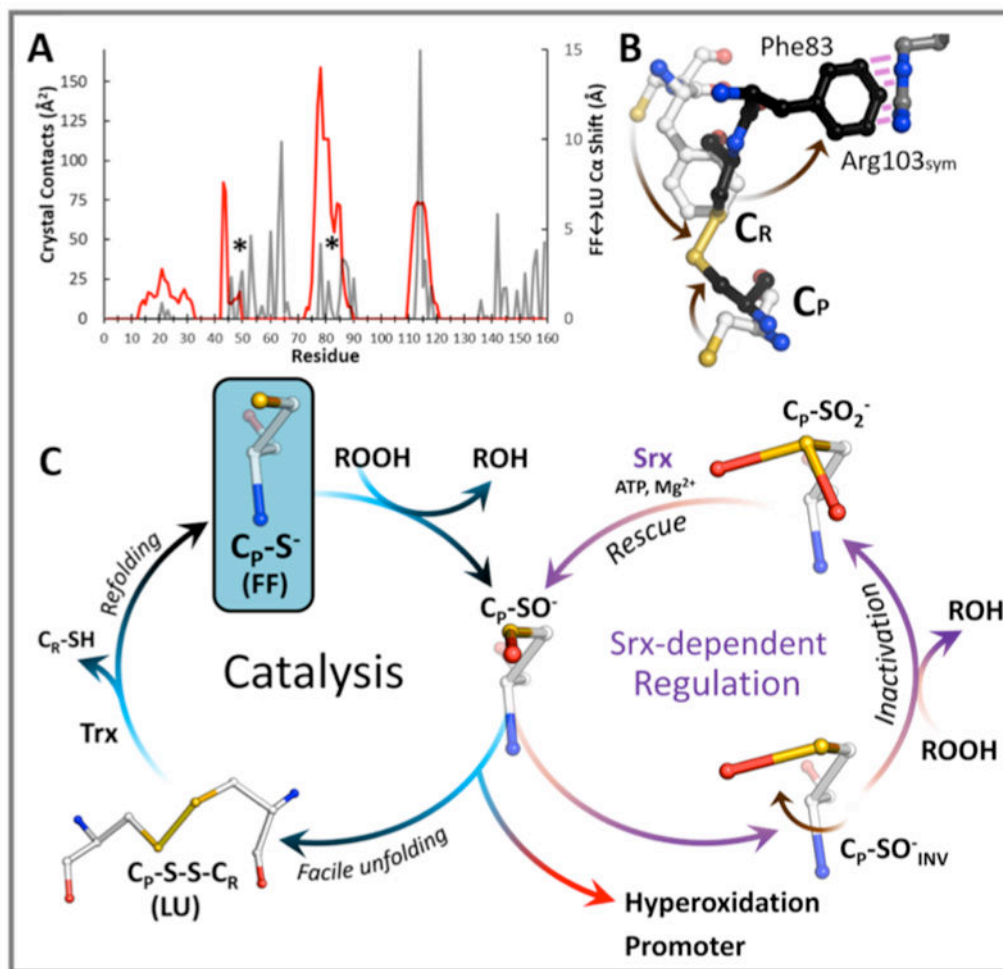 A
Crystal Contacts (Å²)
150
125
100
75
50
25
0
15
10
5
0
FF↔LU Cα Shift (Å)
*
*
0 10 20 30 40 50 60 70 80 90 100 110 120 130 140 150 160
Residue
B
Phe83
Arg103sym
CR
CP
C
CP-S-
(FF)
ROOH
ROH
Srx
ATP, Mg²⁺
Rescue
CP-SO₂⁻
Refolding
CR-SH
Trx
Catalysis
CP-SO⁻
Srx-dependent
Regulation
Inactivation
ROH
ROOH
CP-S-S-CR
(LU)
Facile unfolding
CP-SO⁻INV
Hyperoxidation
Promoter